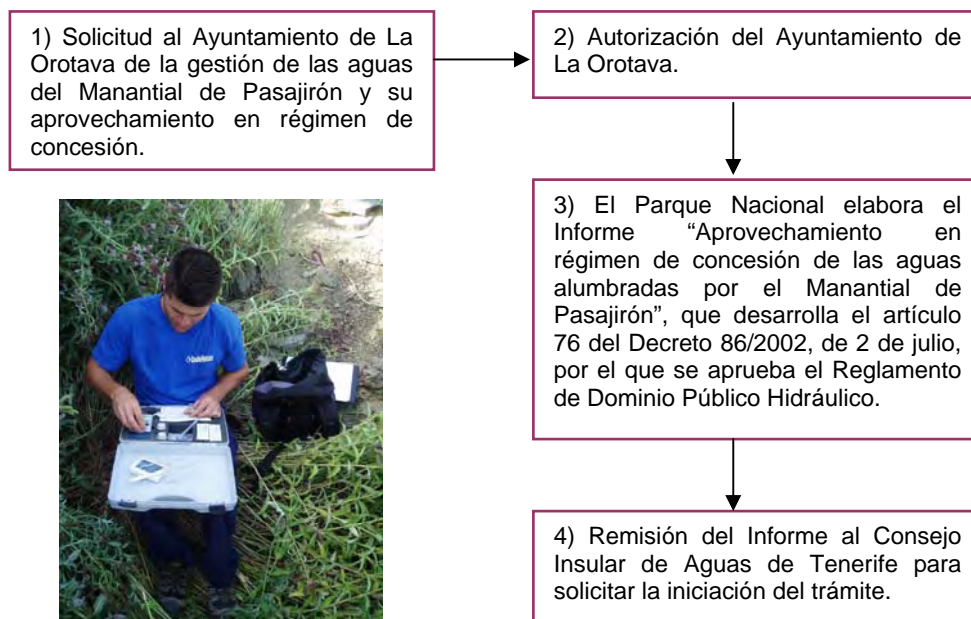 1) Solicitud al Ayuntamiento de La
Orotava de la gestión de las aguas
del Manantial de Pasajirón y su
aprovechamiento en régimen de
concesión.
2) Autorización del Ayuntamiento de
La Orotava.
3) El Parque Nacional elabora el
Informe “Aprovechamiento en
régimen de concesión de las aguas
alumbradas por el Manantial de
Pasajirón”, que desarrolla el artículo
76 del Decreto 86/2002, de 2 de julio,
por el que se aprueba el Reglamento
de Dominio Público Hidráulico.
4) Remisión del Informe al Consejo
Insular de Aguas de Tenerife para
solicitar la iniciación del trámite.